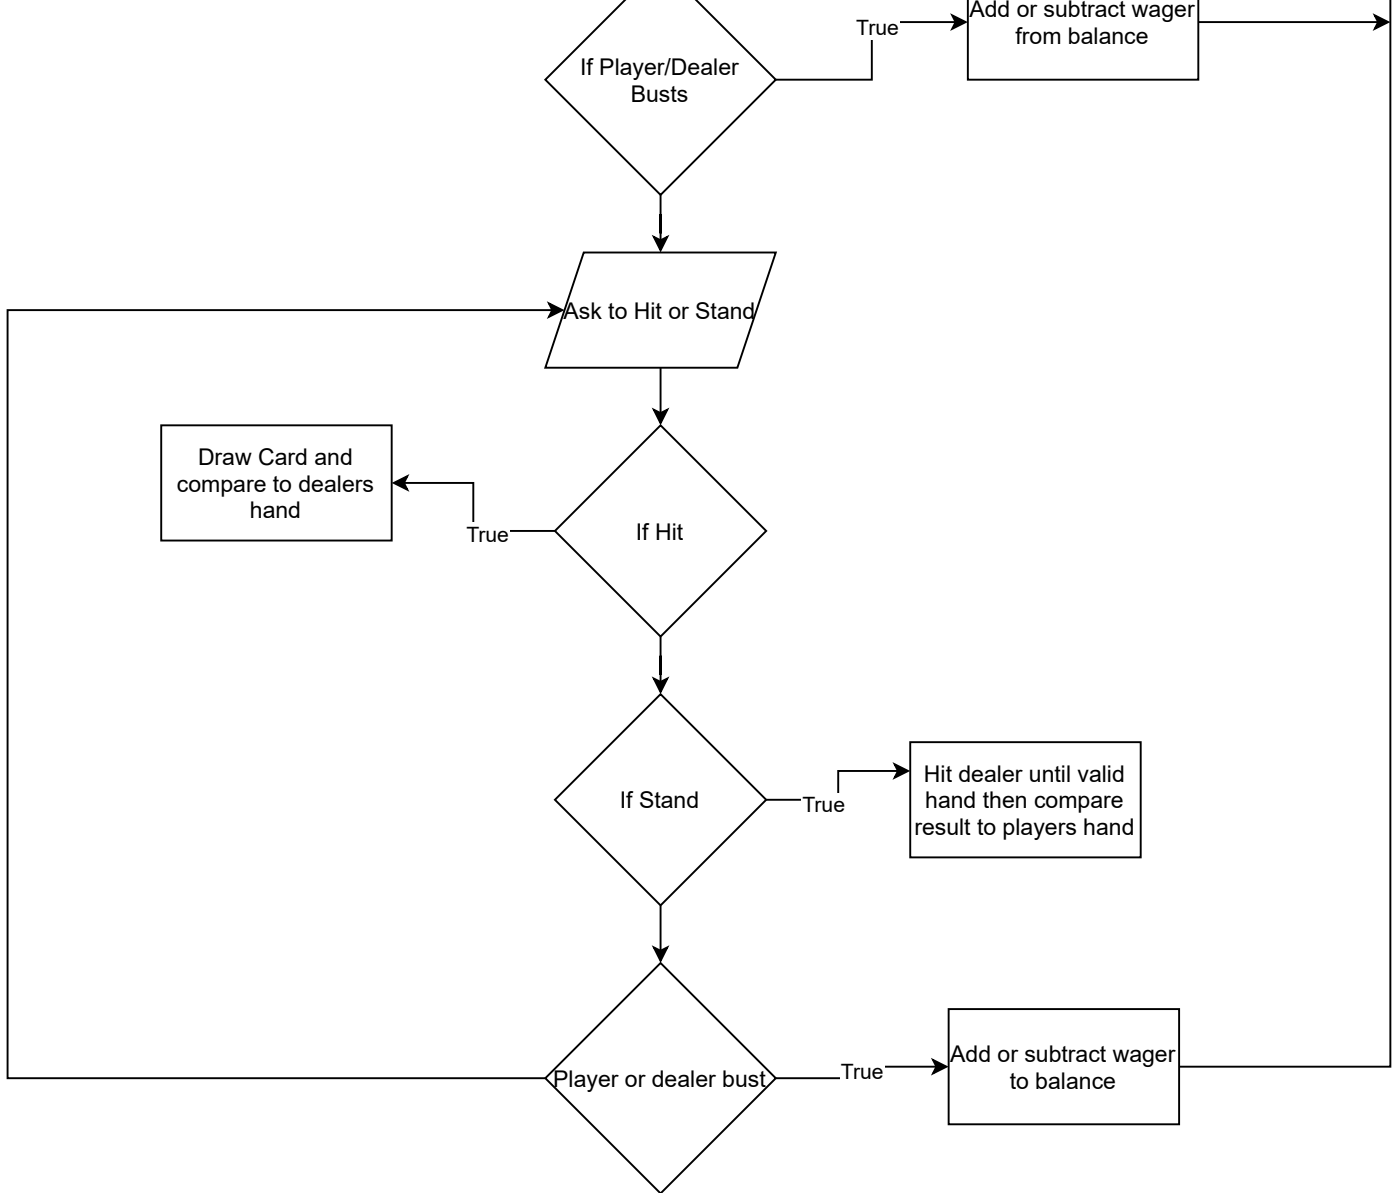 Add or subtract wager
from balance
True
If Player/Dealer
Busts
Ask to Hit or Stand
Draw Card and
compare to dealers
hand
True
If Hit
If Stand
True
Hit dealer until valid
hand then compare
result to players hand
Player or dealer bust
True
Add or subtract wager
to balance